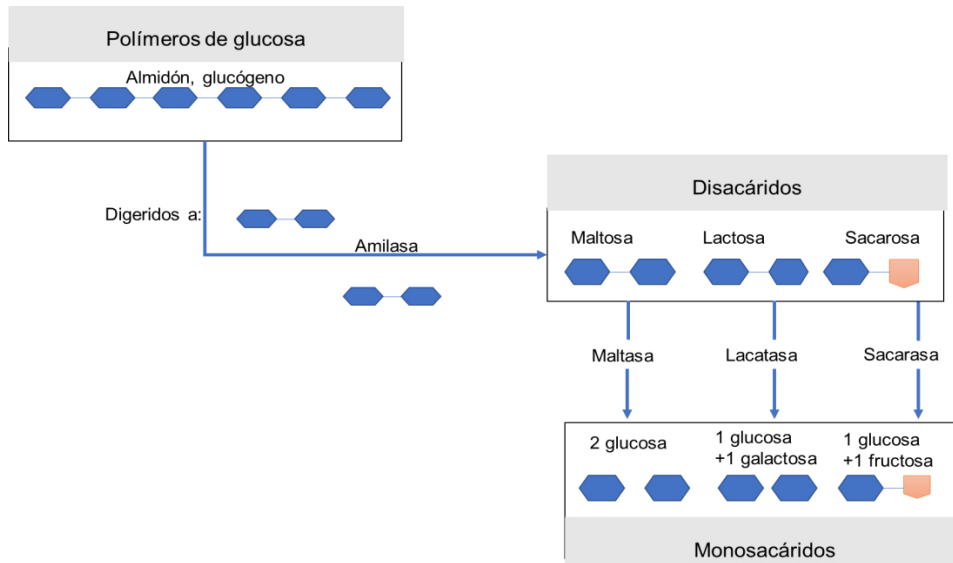 Polímeros de glucosa
Almidón, glucógeno
Digeridos a:
Amilasa
Disacáridos
Maltosa
Lactosa
Sacarosa
Maltasa
Lacatasa
Sacarasa
2 glucosa
1 glucosa
+1 galactosa
1 glucosa
+1 fructosa
Monosacáridos